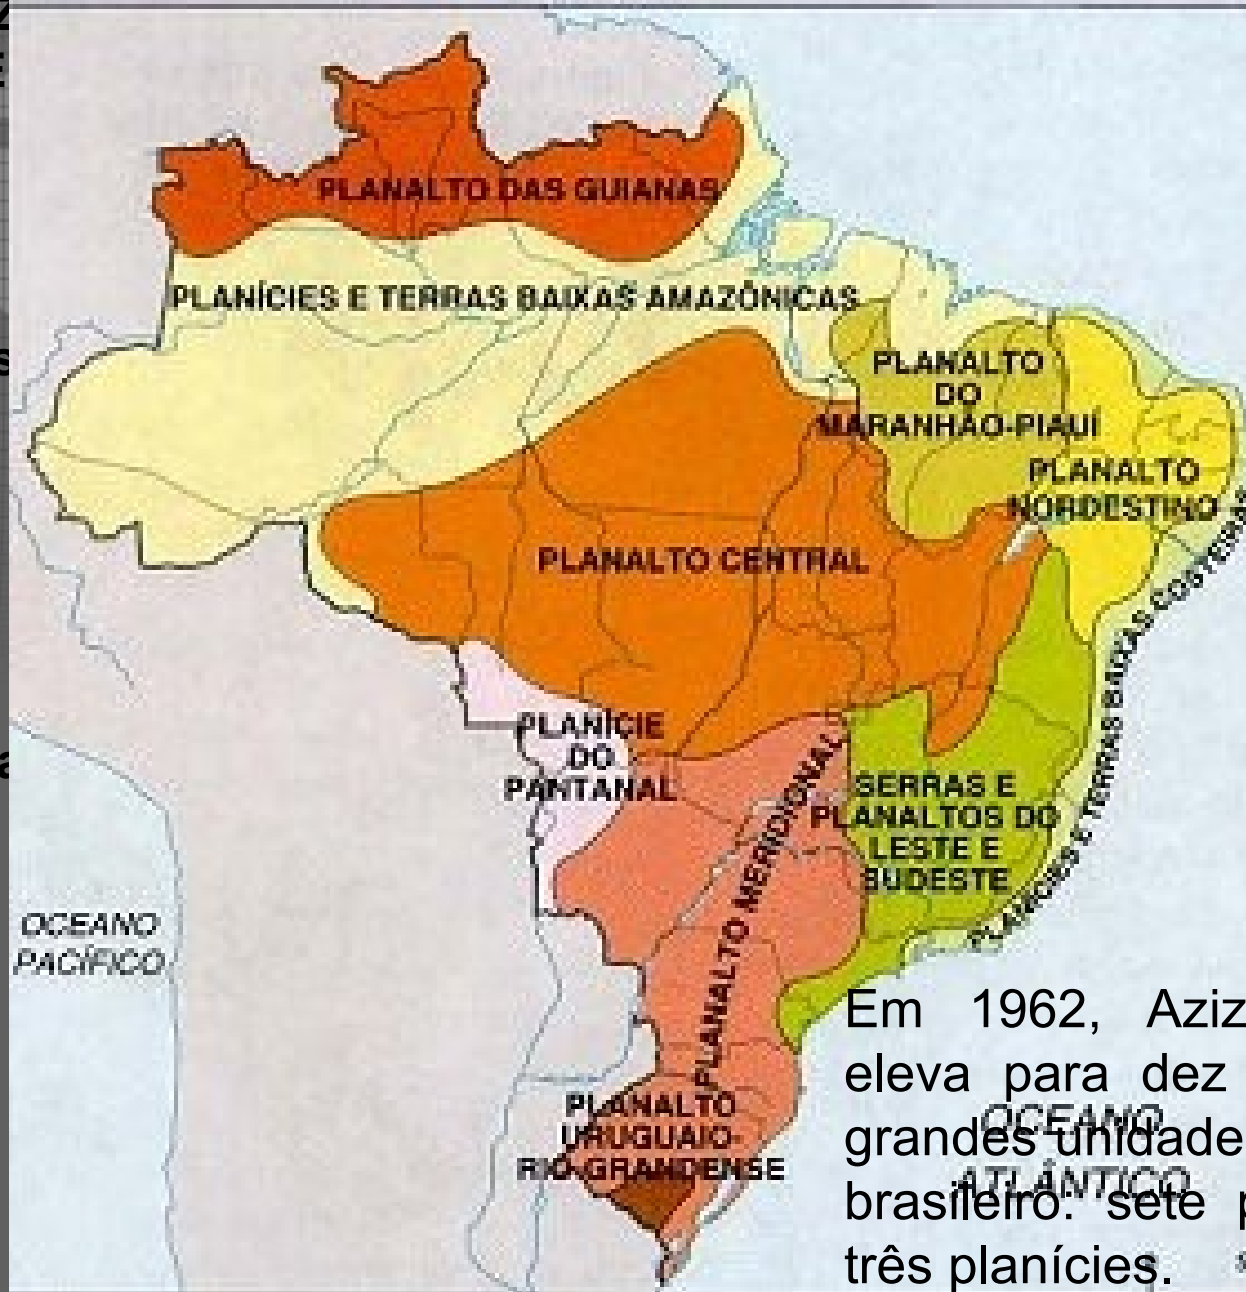 PLANALTO DAS GUIANAS
PLANÍCIES E TERRAS BAIXAS AMAZÔNICAS
PLANALTO
DO
MARANHÃO-PIAUÍ
PLANALTO
NORDESTINO
PLANALTO CENTRAL
PLANÍCIES E TERRAS BAIXAS COSTEIRAS
PLANÍCIE
DO
PANTANAL
PLANALTO MERIDIONAL
SERRAS E
PLANALTOS DO
LESTE E
SUDESTE
OCEANO
PACÍFICO
PLANALTO
URUGUAIO-
RIO-GRANDENSE
OCEANO
ATLÂNTICO
Em 1962, Aziz
eleva para dez
grandes unidade
brasileiro: sete p
três planícies.